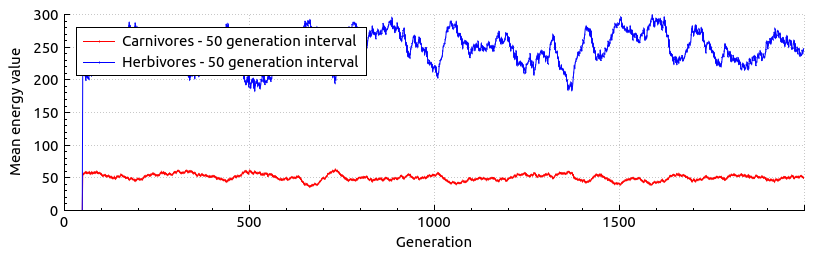 300
250
200
150
100
50
0
Mean energy value
Carnivores - 50 generation interval
Herbivores - 50 generation interval
0 500 1000 1500
Generation